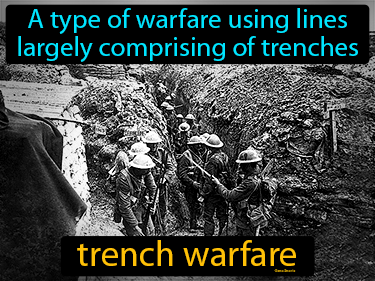 A type of warfare using lines
largely comprising of trenches
trench warfare